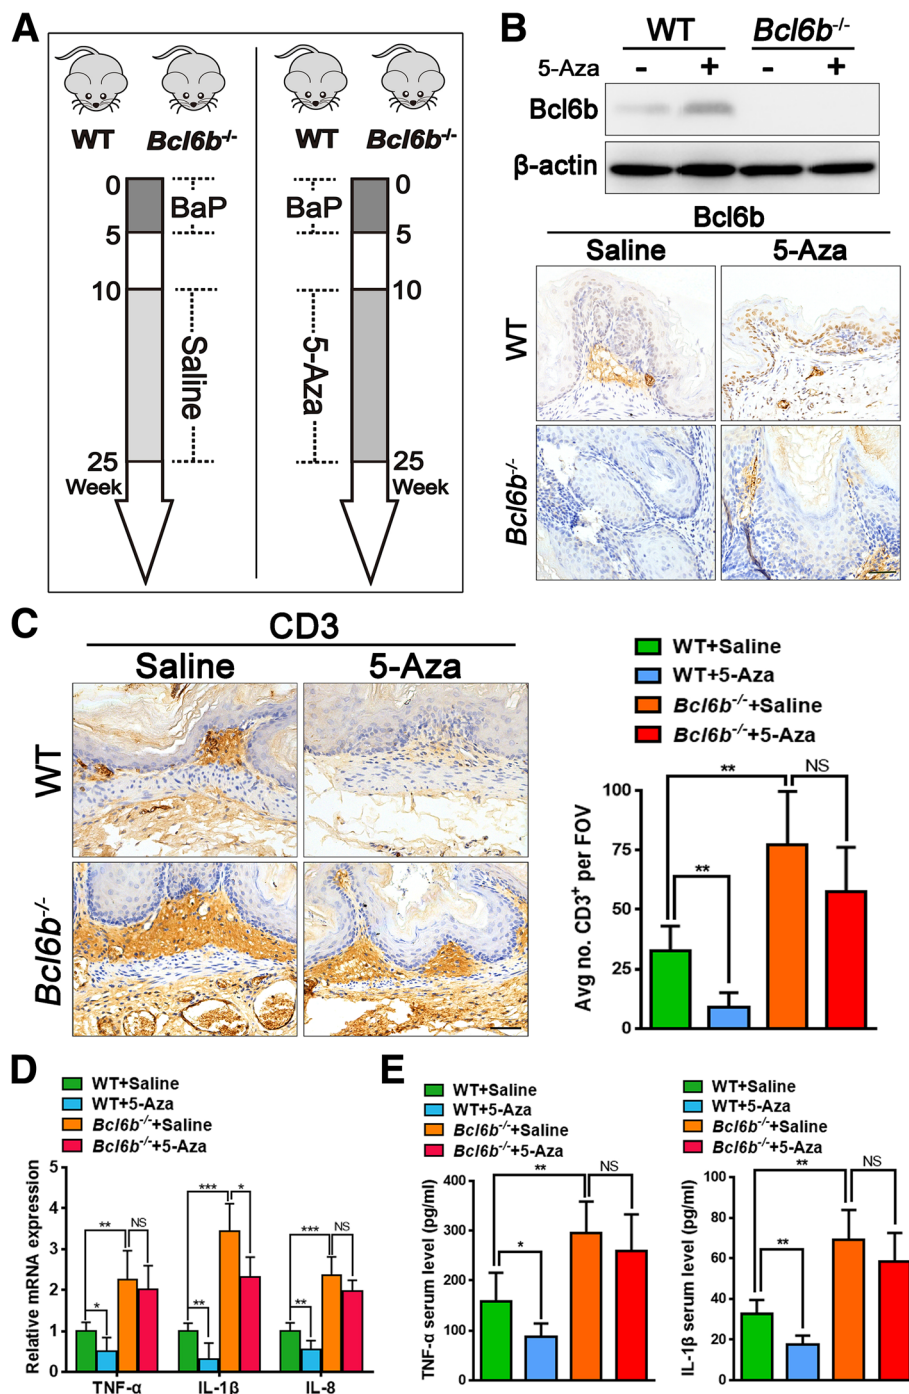 A
WT Bcl6b-/- WT Bcl6b-/-
0 BaP BaP 0
5 5
10 10
Saline 5-Aza
25 25
Week Week
B
WT Bcl6b-/-
5-Aza - + - +
Bcl6b
β-actin
Bcl6b
Saline 5-Aza
WT
Bcl6b-/-
C
CD3
Saline 5-Aza
WT
Bcl6b-/-
WT+Saline
WT+5-Aza
Bcl6b-/-+Saline
Bcl6b-/-+5-Aza
** NS
**
100
75
50
25
0
Avg no. CD3+ per FOV
D
WT+Saline
WT+5-Aza
Bcl6b-/-+Saline
Bcl6b-/-+5-Aza
5
4
3
2
1
0
Relative mRNA expression
*** *
** NS *** NS
* ** **
TNF-α IL-1β IL-8
E
WT+Saline
WT+5-Aza
Bcl6b-/-+Saline
Bcl6b-/-+5-Aza
** NS
*
400
300
200
100
0
TNF-α serum level (pg/ml)
WT+Saline
WT+5-Aza
Bcl6b-/-+Saline
Bcl6b-/-+5-Aza
** NS
**
100
80
60
40
20
0
IL-1β serum level (pg/ml)